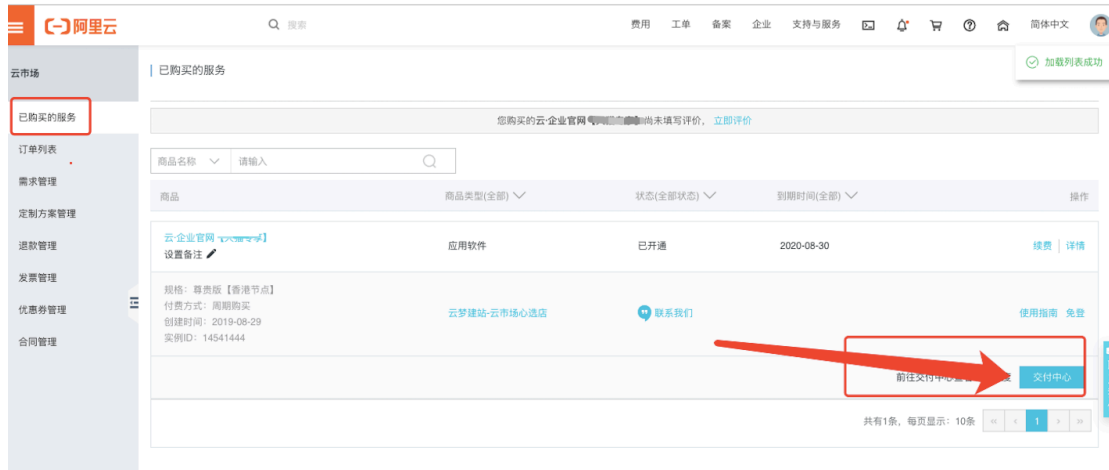 阿里云
搜索
费用 工单 备案 企业 支持与服务 简体中文
加载列表成功
云市场
已购买的服务
订单列表
需求管理
定制方案管理
退款管理
发票管理
优惠券管理
合同管理
已购买的服务
您购买的云·企业官网 尚未填写评价， 立即评价
商品名称 请输入
商品 商品类型(全部) 状态(全部状态) 到期时间(全部) 操作
云·企业官网
设置备注
应用软件 已开通 2020-08-30 续费 详情
规格：尊贵版【香港节点】
付费方式：周期购买
创建时间：2019-08-29
实例ID：14541444
云梦建站-云市场心选店 联系我们 使用指南 免登
前往交付中心 度 交付中心
共有1条，每页显示：10条 « ‹ 1 › »